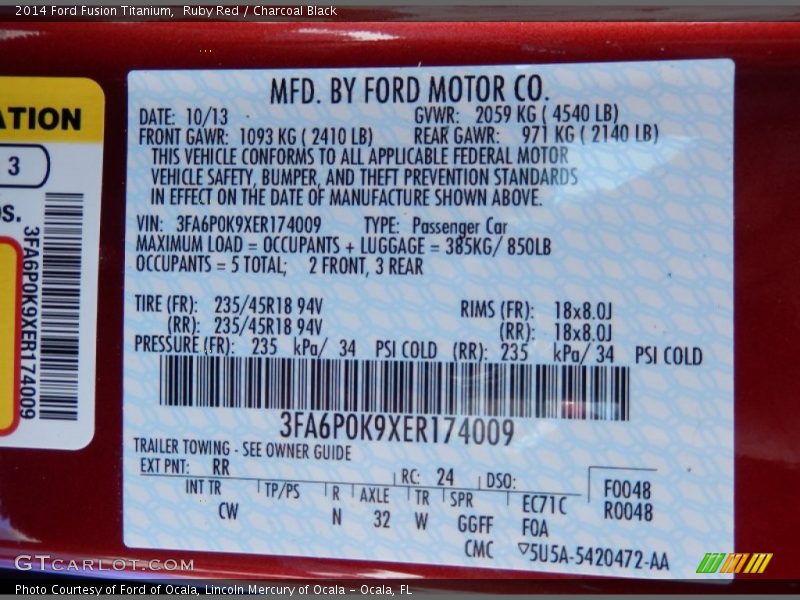 2014 Ford Fusion Titanium,  Ruby Red / Charcoal Black
ATION
3
OS.
3FA6P0K9XER174009
MFD. BY FORD MOTOR CO.
DATE: 10/13 GVWR: 2059 KG ( 4540 LB)
FRONT GAWR: 1093 KG ( 2410 LB) REAR GAWR: 971 KG ( 2140 LB)
THIS VEHICLE CONFORMS TO ALL APPLICABLE FEDERAL MOTOR
VEHICLE SAFETY, BUMPER, AND THEFT PREVENTION STANDARDS
IN EFFECT ON THE DATE OF MANUFACTURE SHOWN ABOVE.
VIN: 3FA6P0K9XER174009 TYPE: Passenger Car
MAXIMUM LOAD = OCCUPANTS + LUGGAGE = 385KG/ 850LB
OCCUPANTS = 5 TOTAL; 2 FRONT, 3 REAR
TIRE (FR): 235/45R18 94V RIMS (FR): 18x8.0J
(RR): 235/45R18 94V (RR): 18x8.0J
PRESSURE (FR): 235 kPa/ 34 PSI COLD (RR): 235 kPa/ 34 PSI COLD
3FA6P0K9XER174009
TRAILER TOWING - SEE OWNER GUIDE
EXT PNT: RR RC: 24 DSO:
INT TR TP/PS R AXLE TR SPR EC71C F0048
CW N 32 W GGFF F0A R0048
CMC ▽5U5A-5420472-AA
GTCARLOT.COM
Photo Courtesy of Ford of Ocala, Lincoln Mercury of Ocala - Ocala, FL